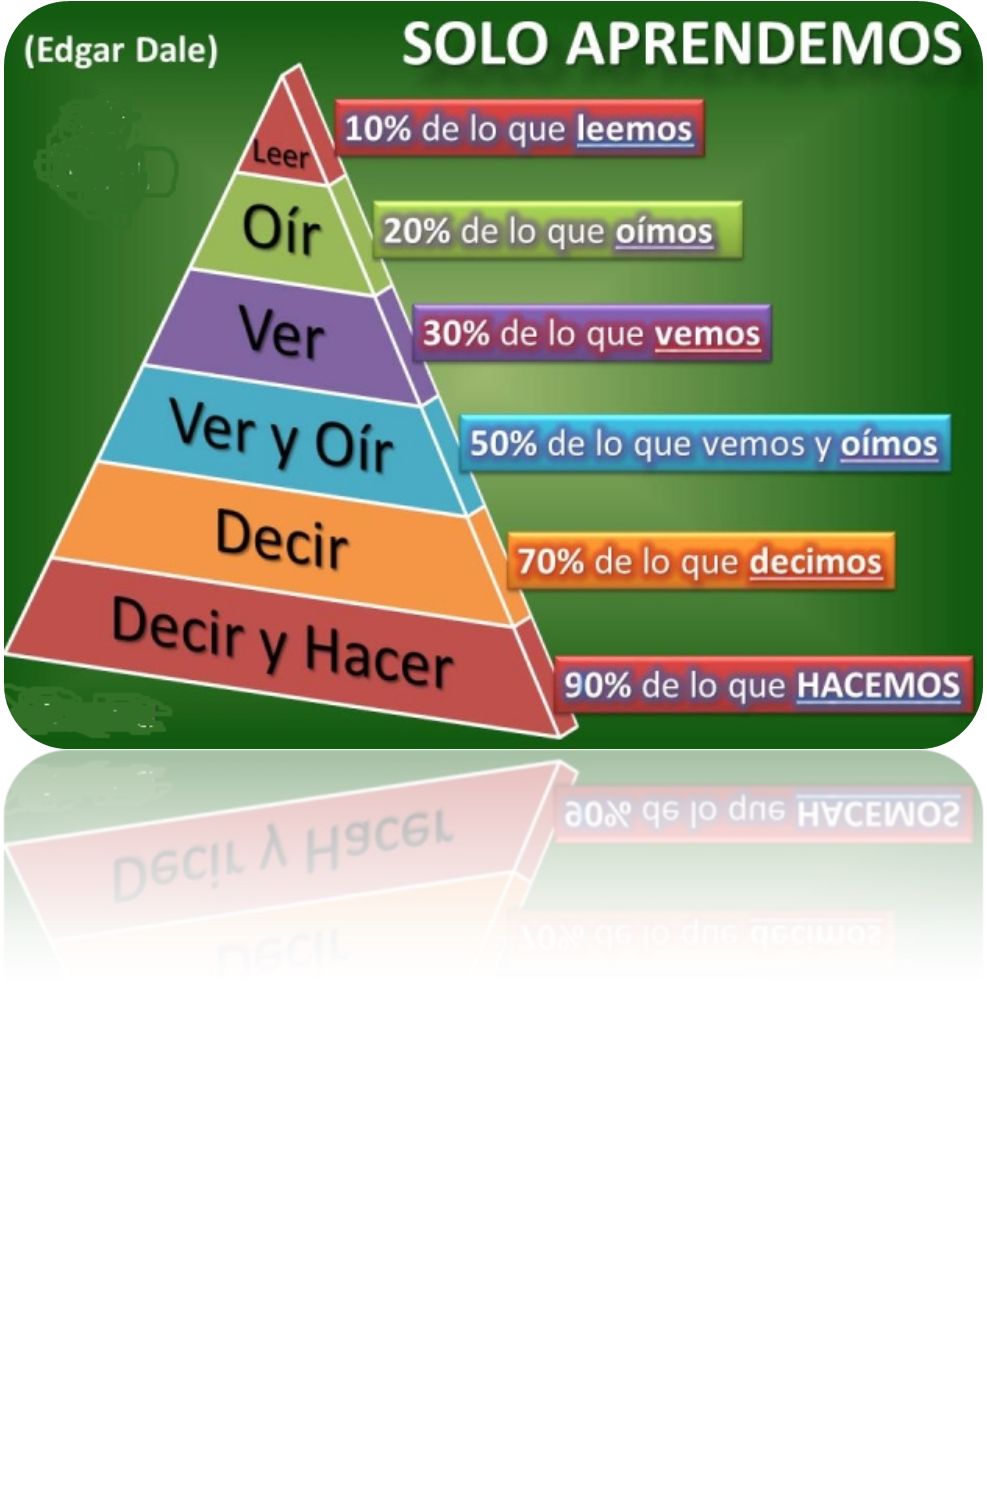 (Edgar Dale)
SOLO APRENDEMOS
Leer
10% de lo que leemos
Oír
20% de lo que oímos
Ver
30% de lo que vemos
Ver y Oír
50% de lo que vemos y oímos
Decir
70% de lo que decimos
Decir y Hacer
90% de lo que HACEMOS